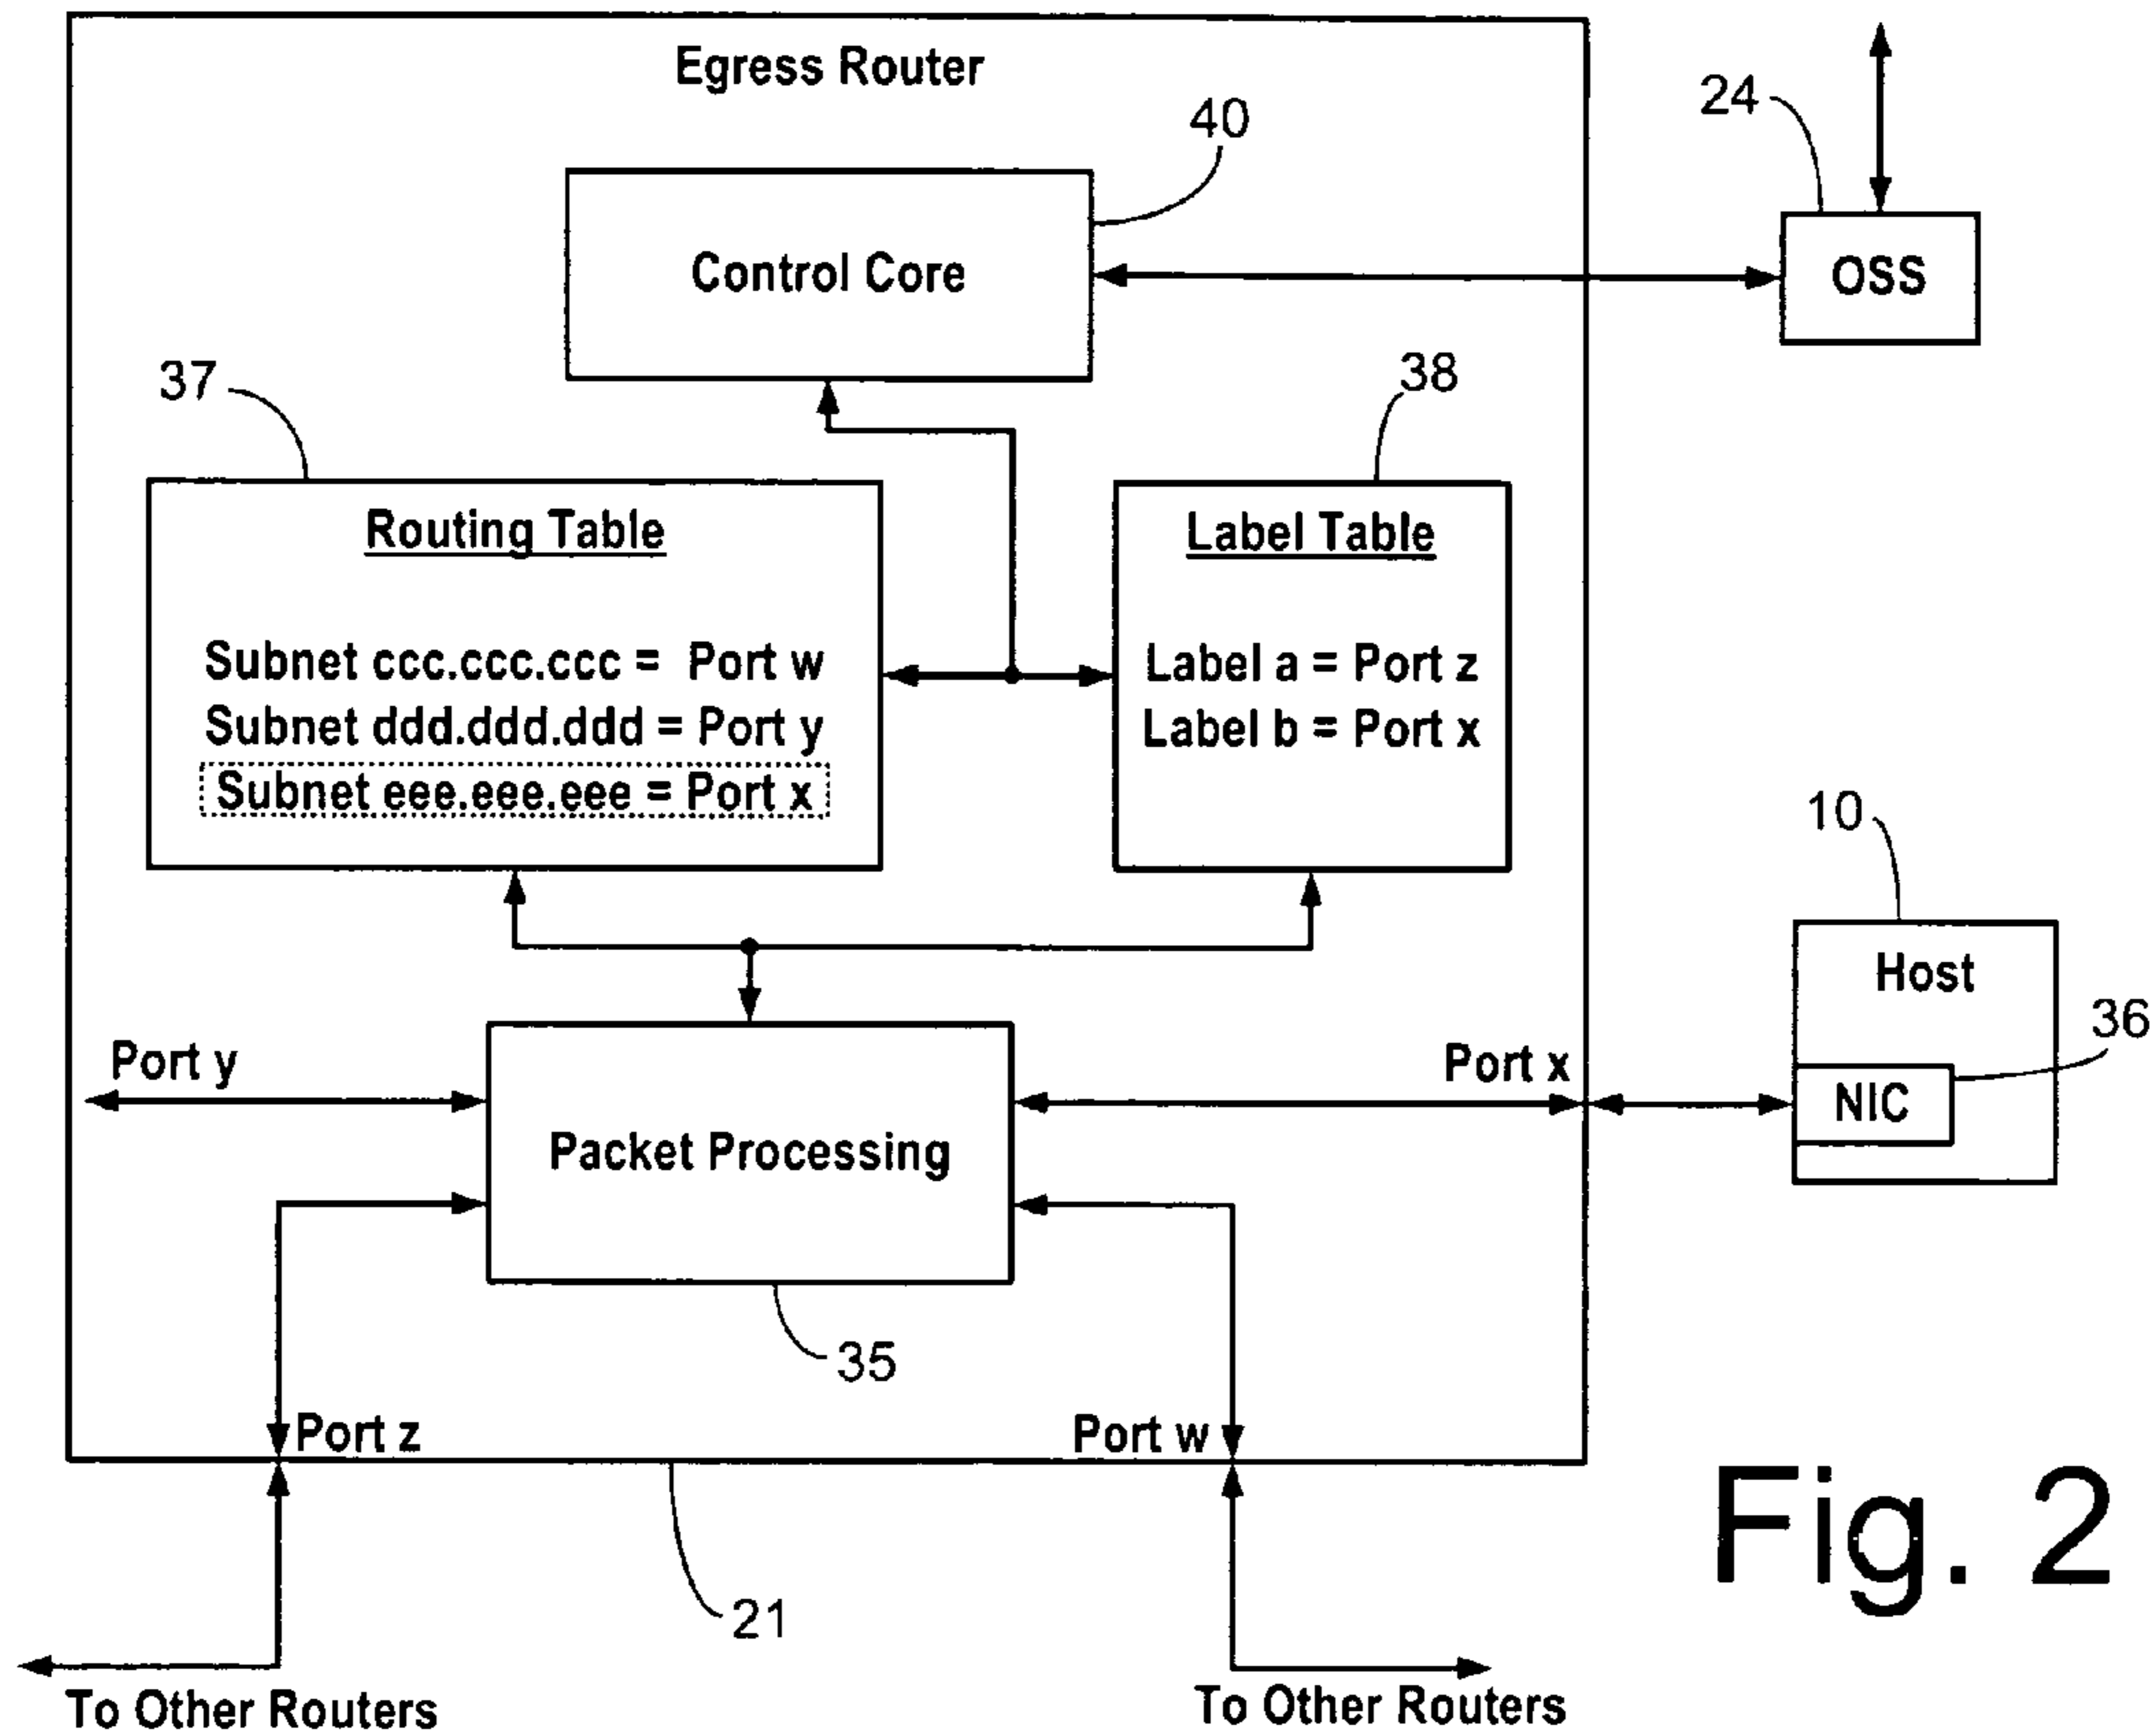 Egress Router
24
40
Control Core
OSS
37
38
Routing Table
Label Table
Subnet ccc.ccc.ccc = Port w
Label a = Port z
Subnet ddd.ddd.ddd = Port y
Label b = Port x
Subnet eee.eee.eee = Port x
10
Host
36
Port y
Port x
NIC
Packet Processing
35
Port z
Port w
21
Fig. 2
To Other Routers
To Other Routers